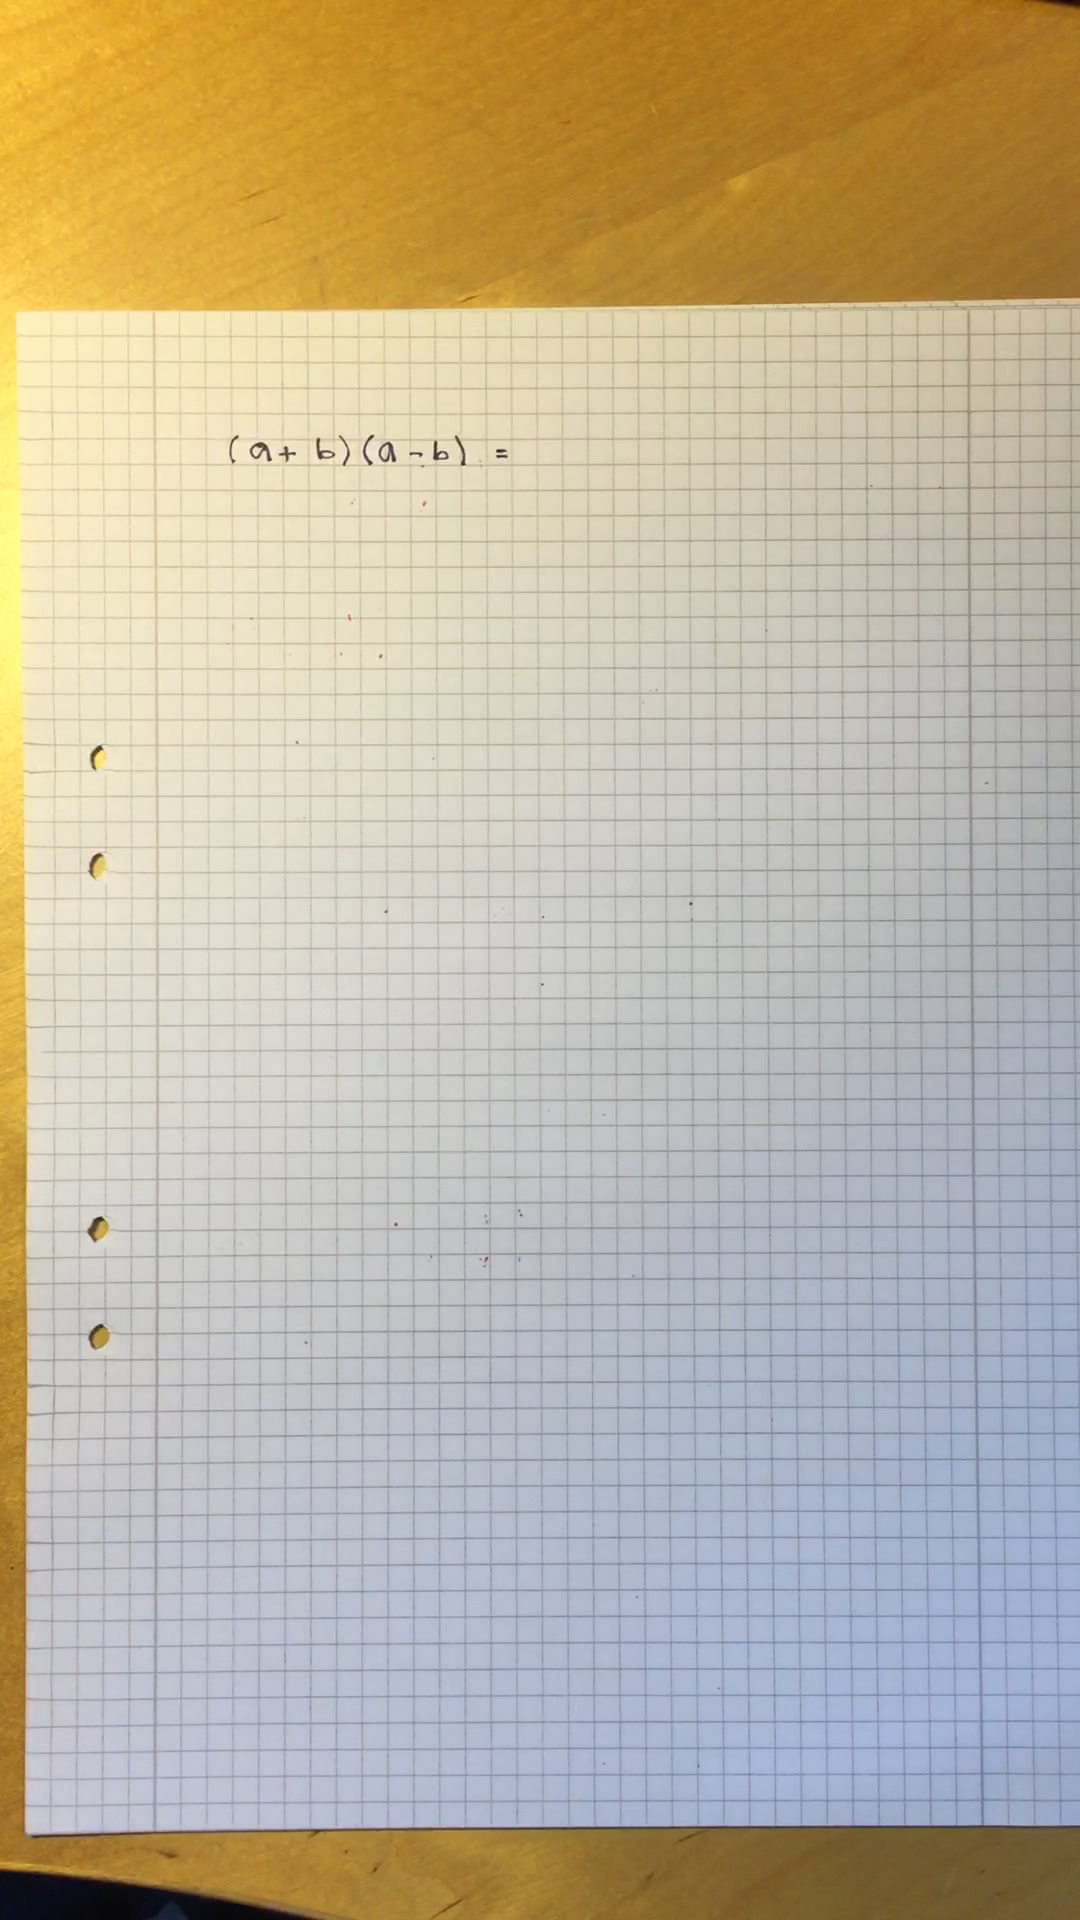 (a + b)(a - b) =